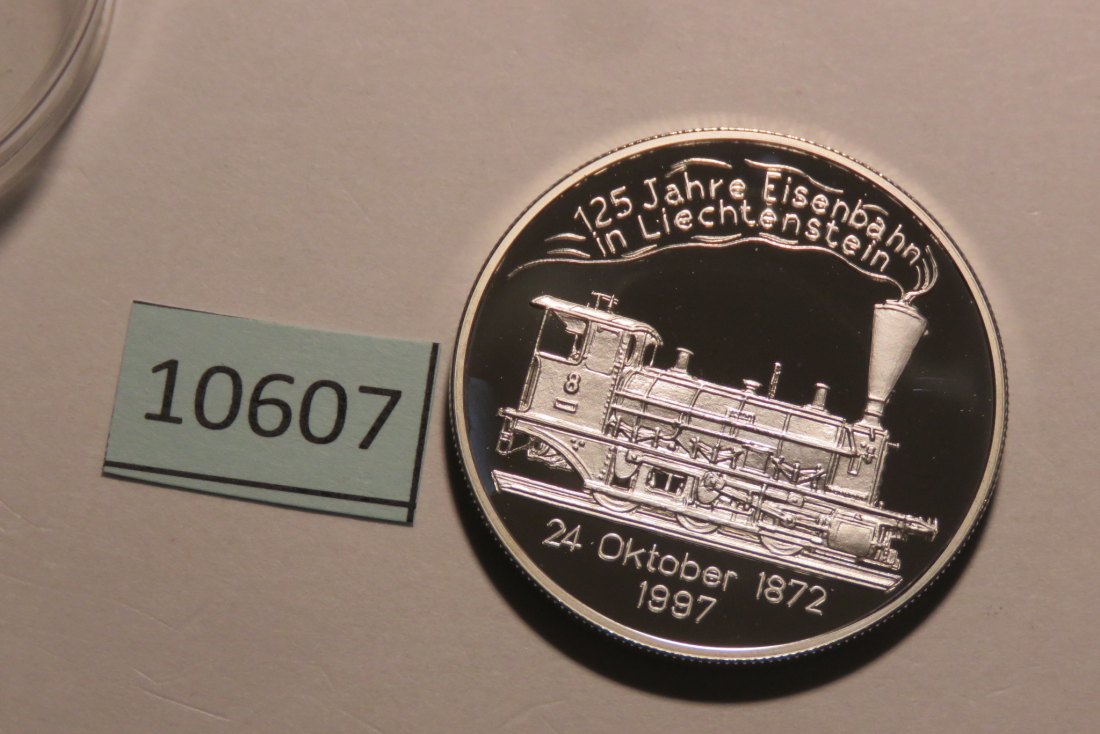 10607
125 Jahre Eisenbahn
in Liechtenstein
8
24 Oktober 1872
1997